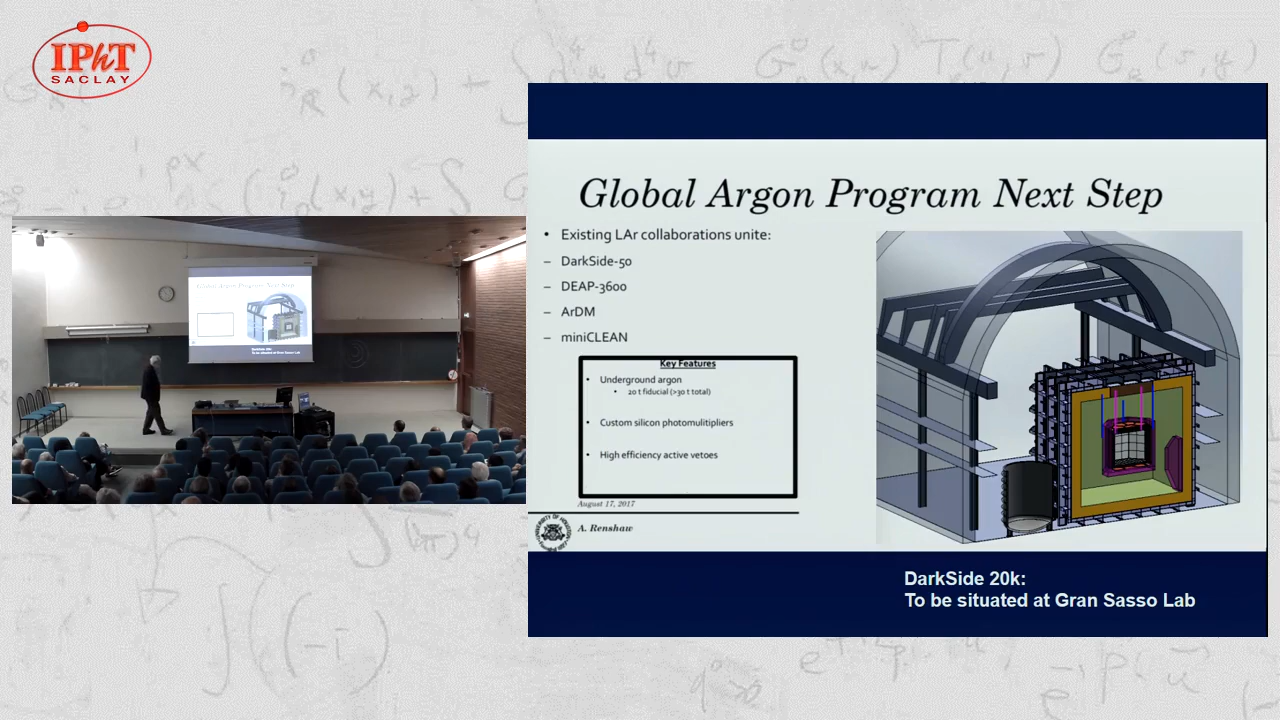 IPhT
SACLAY
Global Argon Program Next Step
• Existing LAr collaborations unite:
– DarkSide-50
– DEAP-3600
– ArDM
– miniCLEAN
Key Features
• Underground argon
• 20 t fiducial (>30 t total)
• Custom silicon photomulitipliers
• High efficiency active vetoes
August 17, 2017
A. Renshaw
DarkSide 20k:
To be situated at Gran Sasso Lab